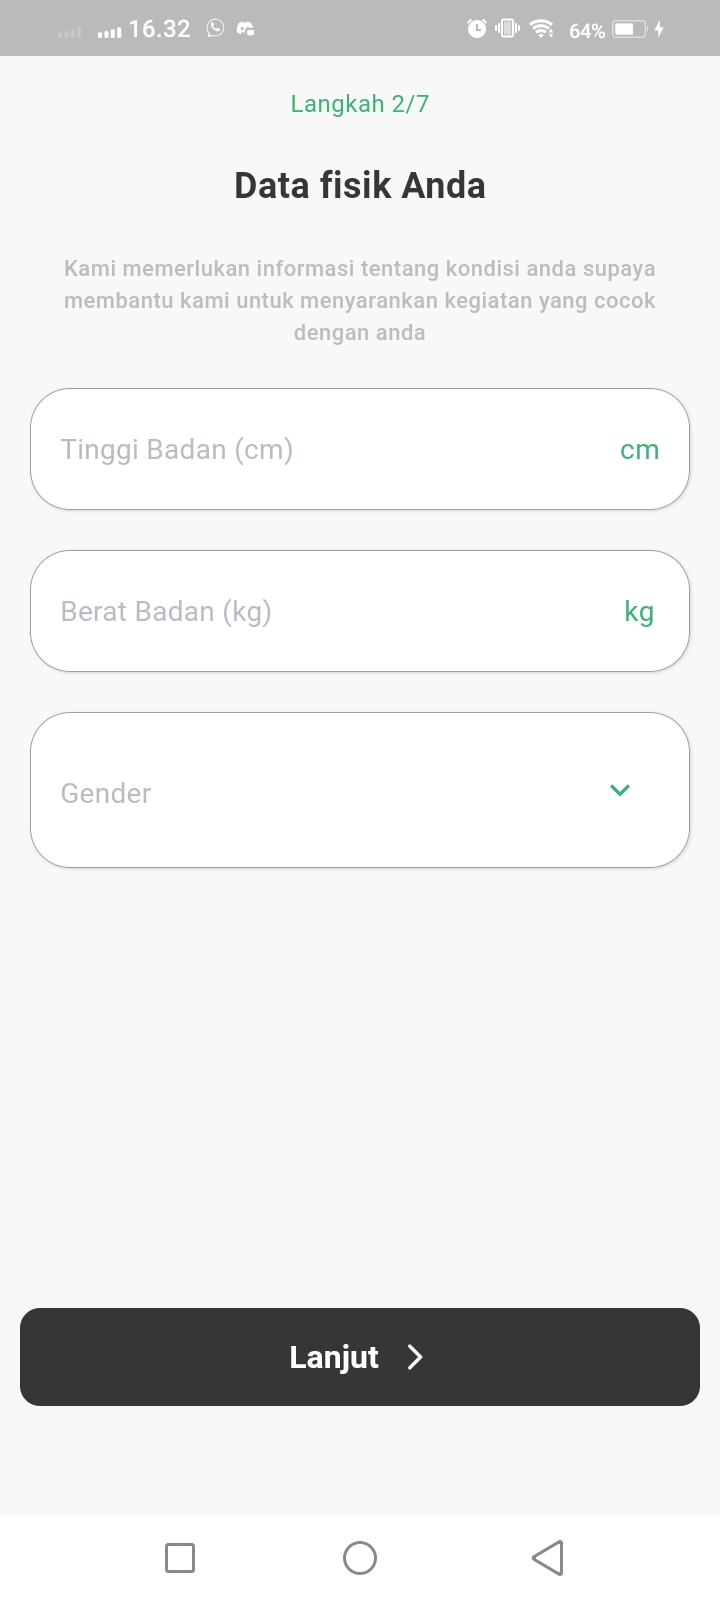 16.32
64%
Langkah 2/7
Data fisik Anda
Kami memerlukan informasi tentang kondisi anda supaya
membantu kami untuk menyarankan kegiatan yang cocok
dengan anda
Tinggi Badan (cm) cm
Berat Badan (kg) kg
Gender
Lanjut